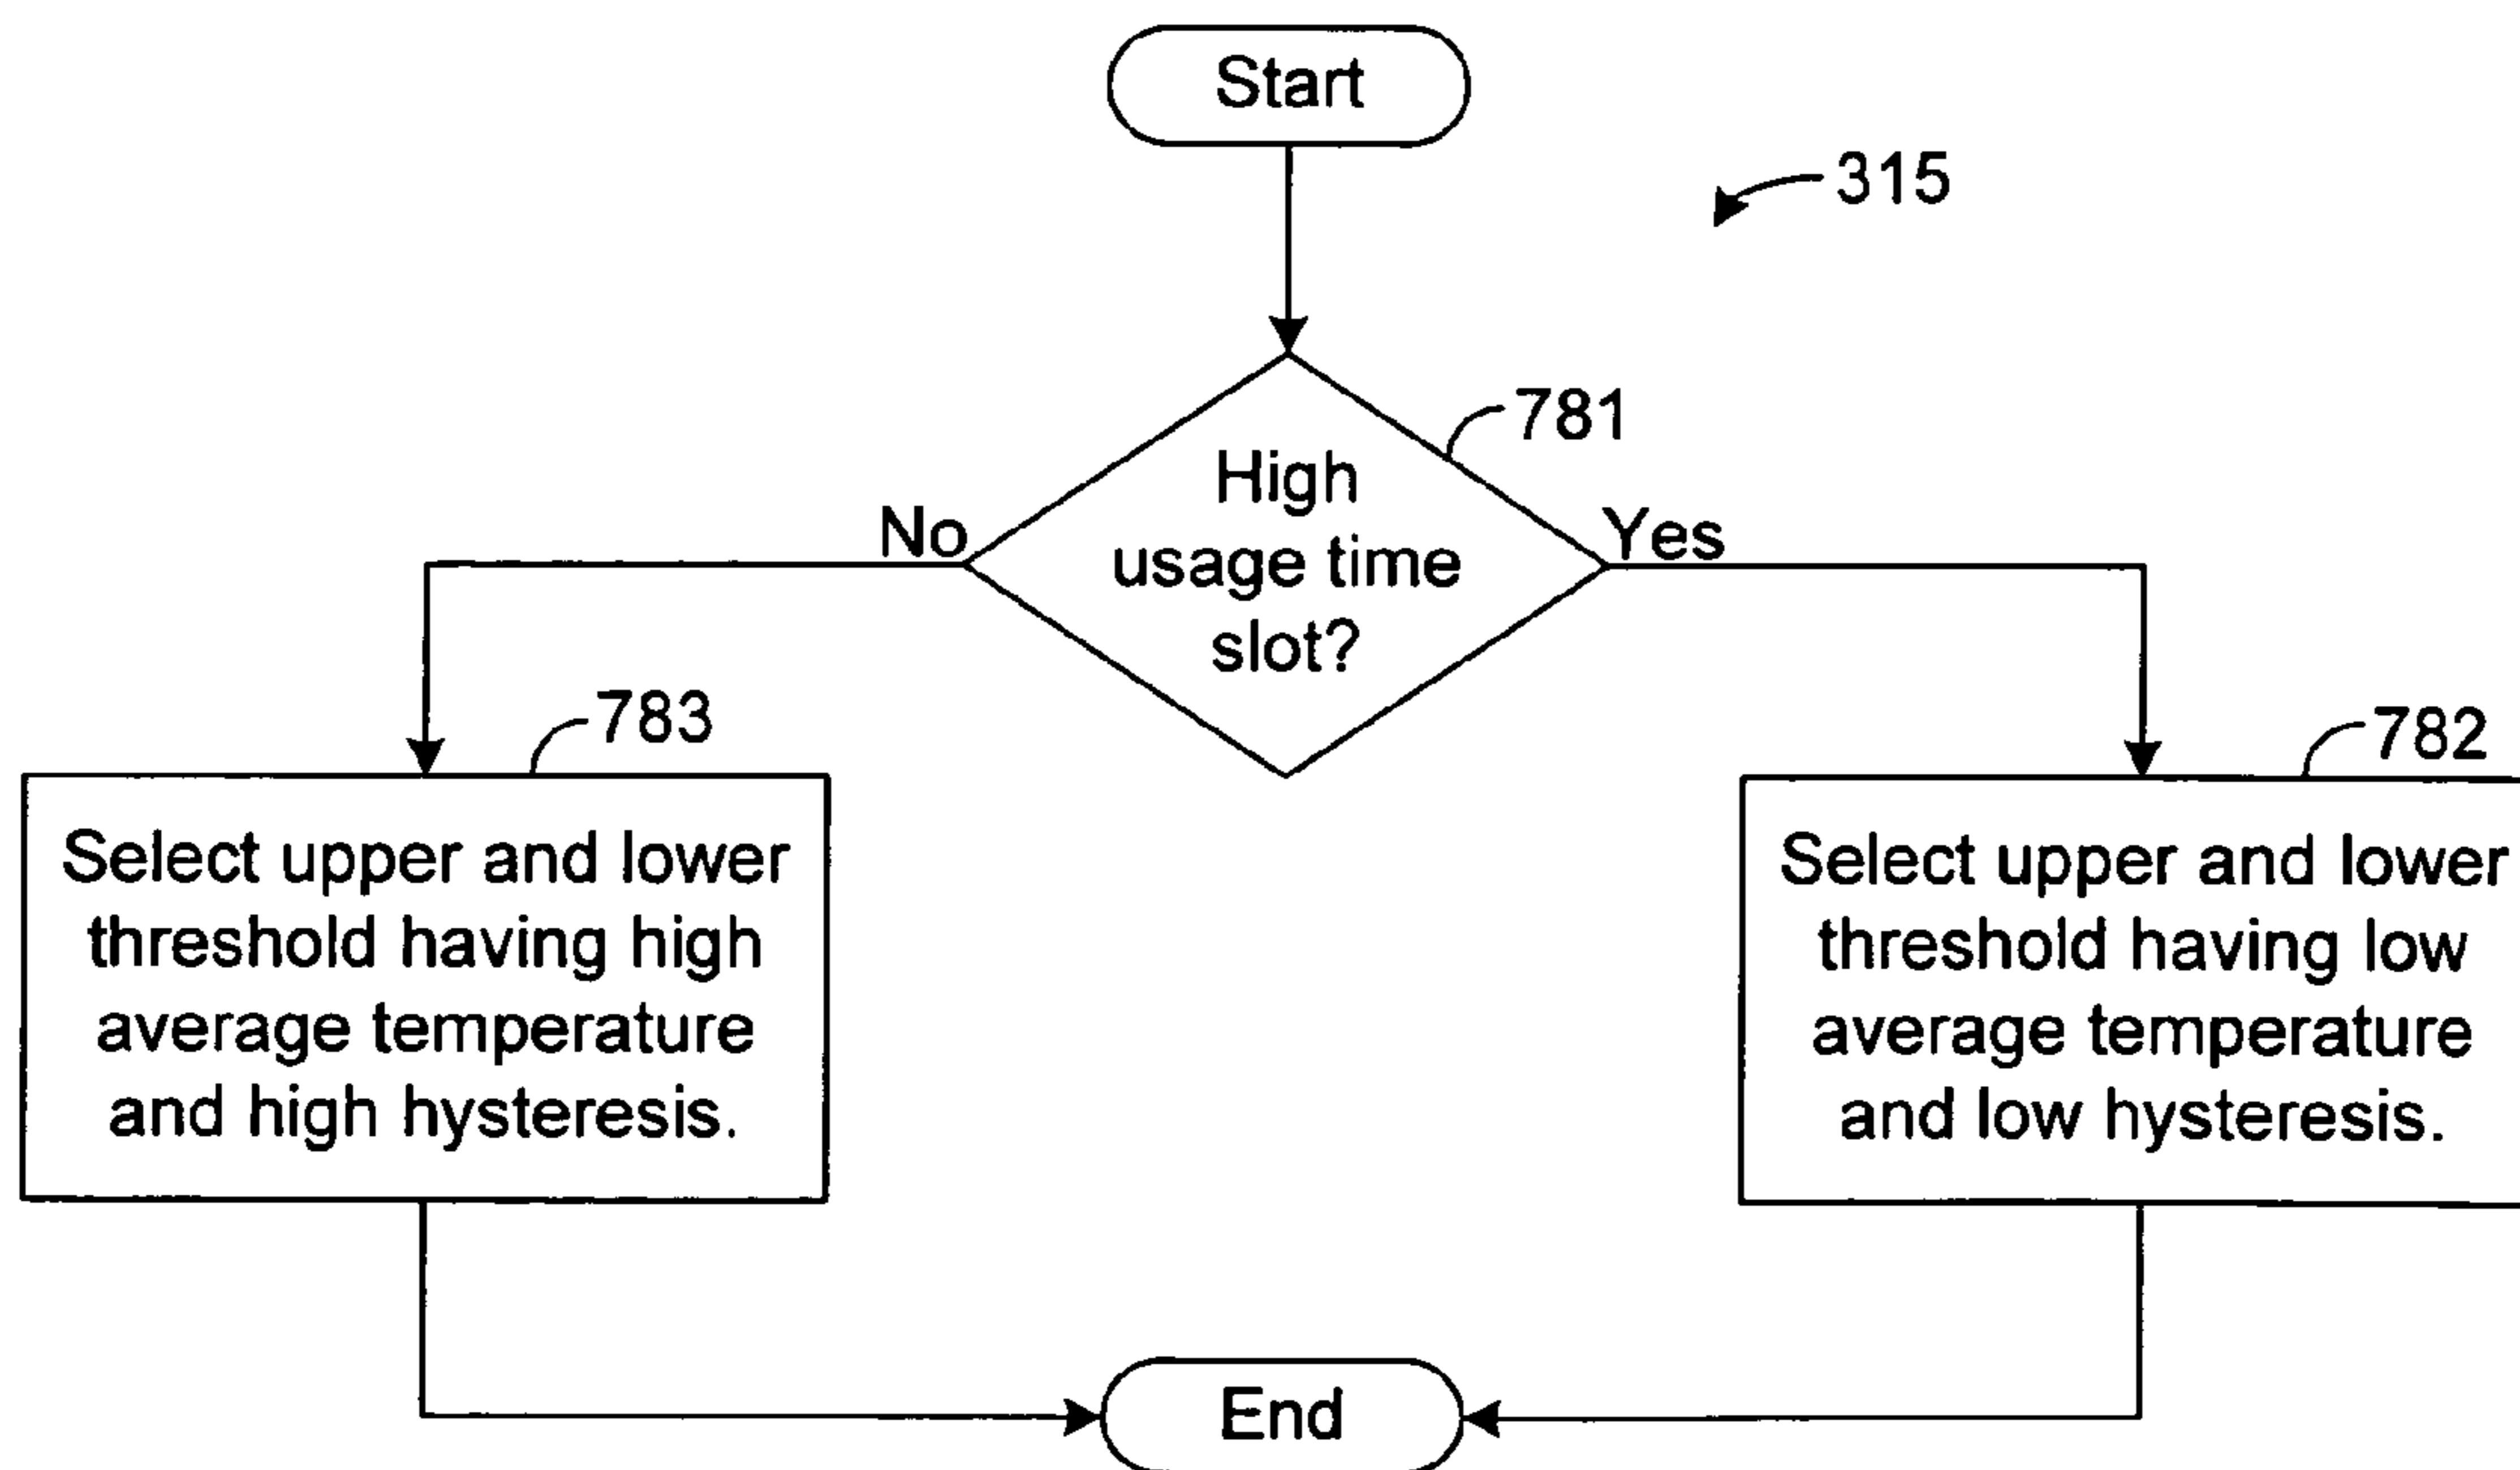 Start
315
781
High
usage time
slot?
No
Yes
783
782
Select upper and lower
threshold having high
average temperature
and high hysteresis.
Select upper and lower
threshold having low
average temperature
and low hysteresis.
End